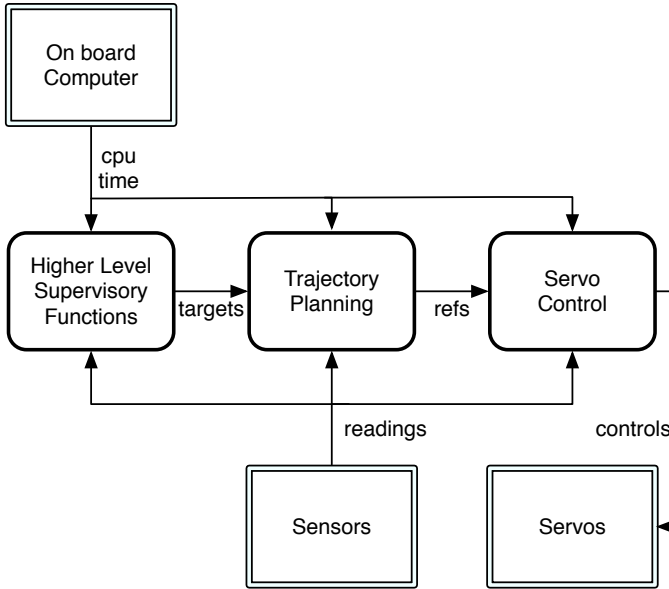 On board
Computer
cpu
time
Higher Level
Supervisory
Functions
targets
Trajectory
Planning
refs
Servo
Control
readings
controls
Sensors
Servos